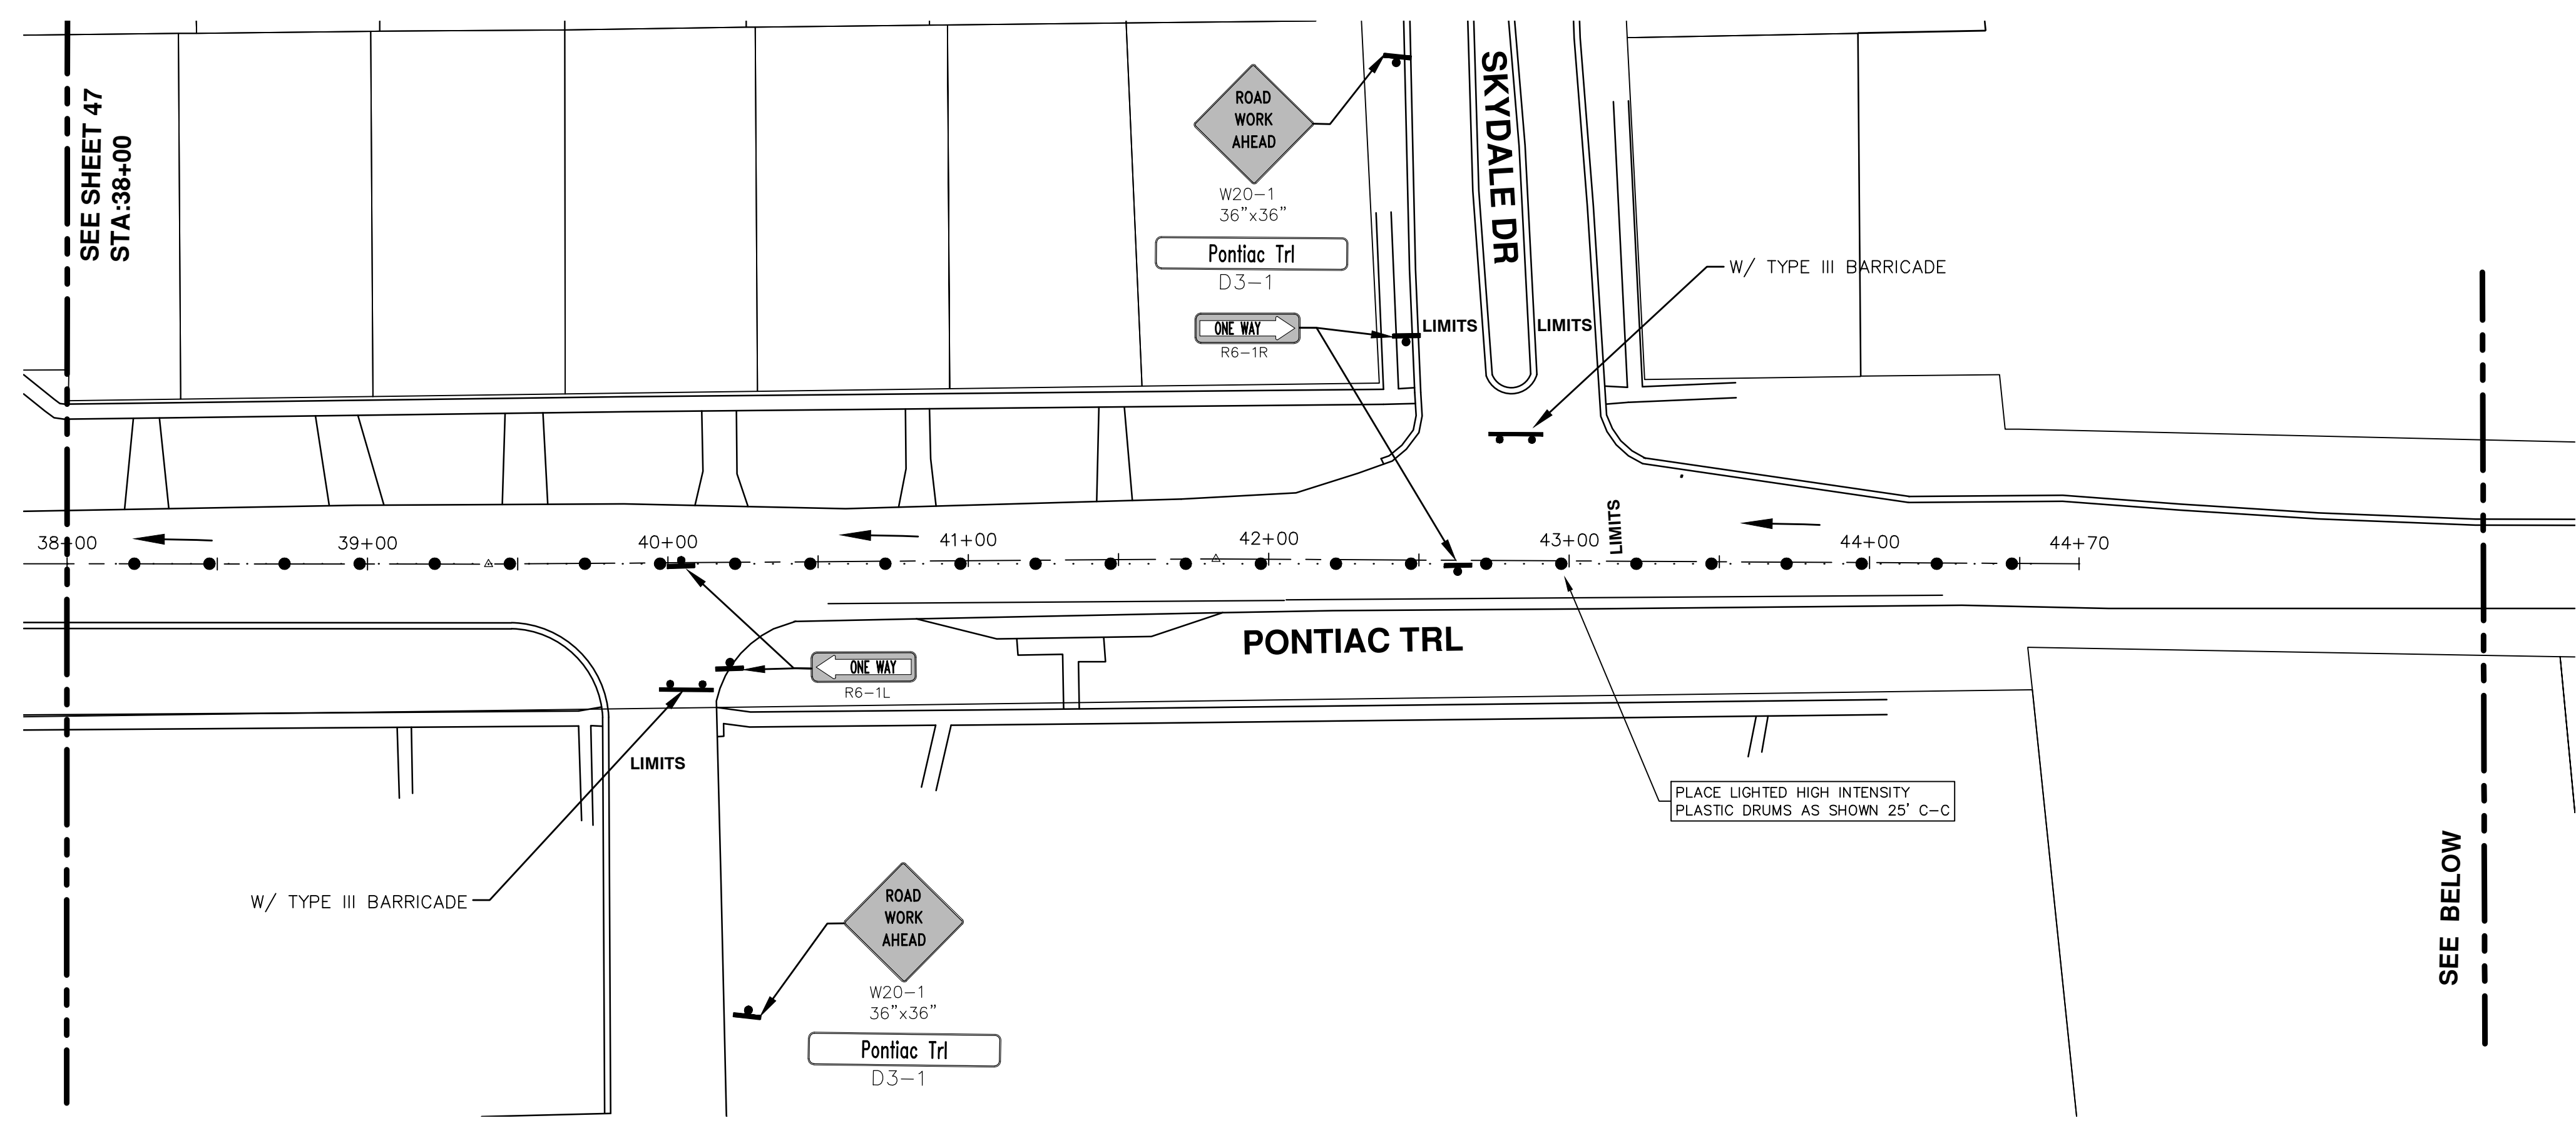 SEE SHEET 47
STA:38+00
ROAD
WORK
AHEAD
W20-1
36"x36"
Pontiac Trl
D3-1
ONE WAY
R6-1R
SKYDALE DR
LIMITS
LIMITS
W/ TYPE III BARRICADE
LIMITS
38+00
39+00
40+00
41+00
42+00
43+00
44+00
44+70
PONTIAC TRL
ONE WAY
R6-1L
LIMITS
W/ TYPE III BARRICADE
PLACE LIGHTED HIGH INTENSITY
PLASTIC DRUMS AS SHOWN 25' C-C
ROAD
WORK
AHEAD
W20-1
36"x36"
Pontiac Trl
D3-1
SEE BELOW